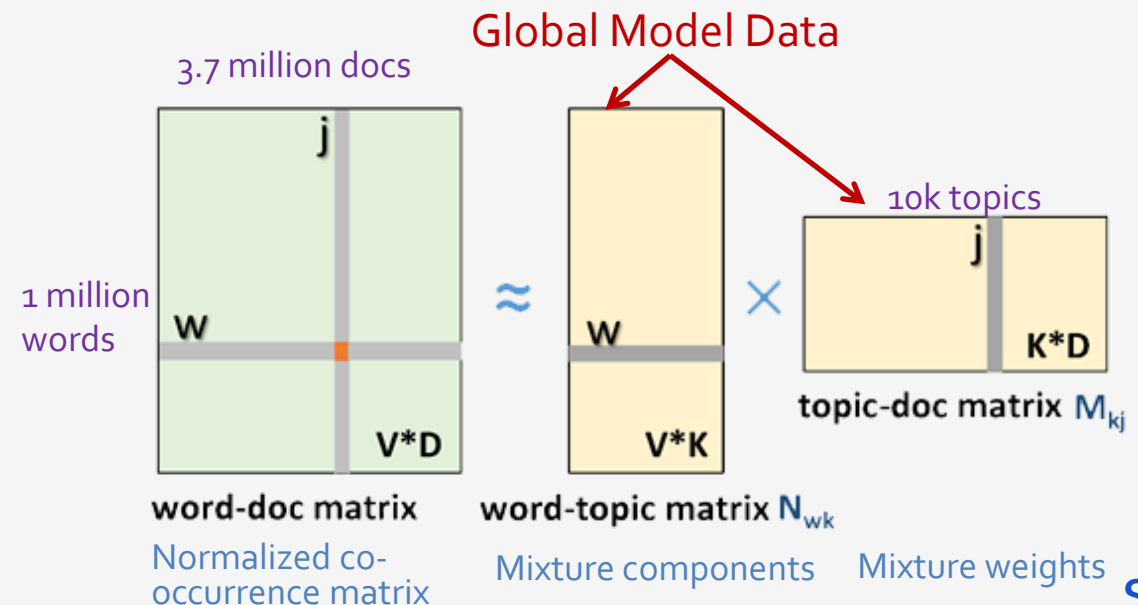 Global Model Data
3.7 million docs
j
10k topics
j
1 million
words
W
≈
W
×
K*D
topic-doc matrix Mkj
V*D
V*K
word-doc matrix
word-topic matrix Nwk
Normalized co-
occurrence matrix
Mixture components
Mixture weights